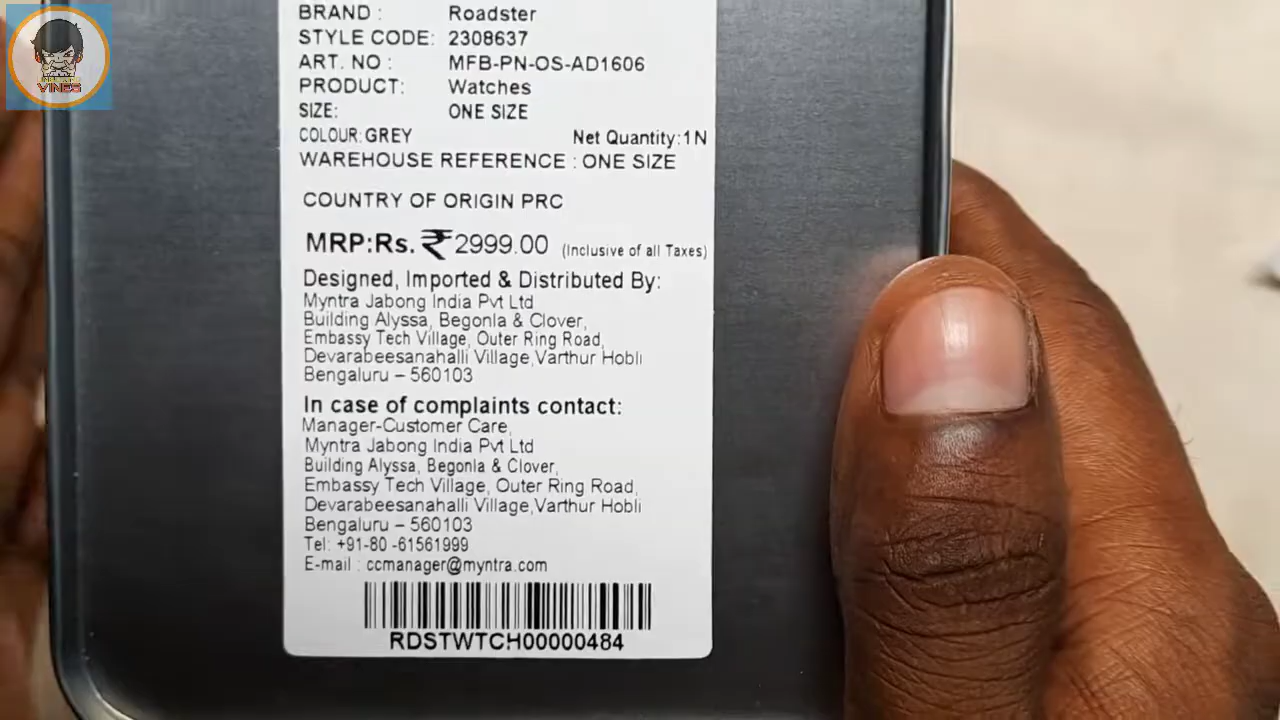 VINES
BRAND : Roadster
STYLE CODE: 2308637
ART. NO : MFB-PN-OS-AD1606
PRODUCT: Watches
SIZE: ONE SIZE
COLOUR: GREY Net Quantity:1N
WAREHOUSE REFERENCE : ONE SIZE
COUNTRY OF ORIGIN PRC
MRP:Rs. ₹ 2999.00 (Inclusive of all Taxes)
Designed, Imported & Distributed By:
Myntra Jabong India Pvt Ltd
Building Alyssa, Begonla & Clover,
Embassy Tech Village, Outer Ring Road,
Devarabeesanahalli Village,Varthur Hobli
Bengaluru – 560103
In case of complaints contact:
Manager-Customer Care,
Myntra Jabong India Pvt Ltd
Building Alyssa, Begonla & Clover,
Embassy Tech Village, Outer Ring Road,
Devarabeesanahalli Village,Varthur Hobli
Bengaluru – 560103
Tel: +91-80 -61561999
E-mail : ccmanager@myntra.com
RDSTWTCH00000484